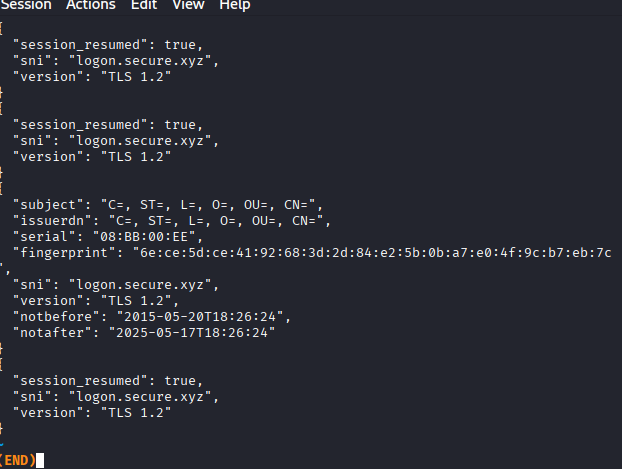 Session Actions Edit View Help
{
"session_resumed": true,
"sni": "logon.secure.xyz",
"version": "TLS 1.2"
}
{
"session_resumed": true,
"sni": "logon.secure.xyz",
"version": "TLS 1.2"
}
{
"subject": "C=, ST=, L=, O=, OU=, CN=",
"issuerdn": "C=, ST=, L=, O=, OU=, CN=",
"serial": "08:BB:00:EE",
"fingerprint": "6e:ce:5d:ce:41:92:68:3d:2d:84:e2:5b:0b:a7:e0:4f:9c:b7:eb:7c
",
"sni": "logon.secure.xyz",
"version": "TLS 1.2",
"notbefore": "2015-05-20T18:26:24",
"notafter": "2025-05-17T18:26:24"
}
{
"session_resumed": true,
"sni": "logon.secure.xyz",
"version": "TLS 1.2"
}
~
(END)